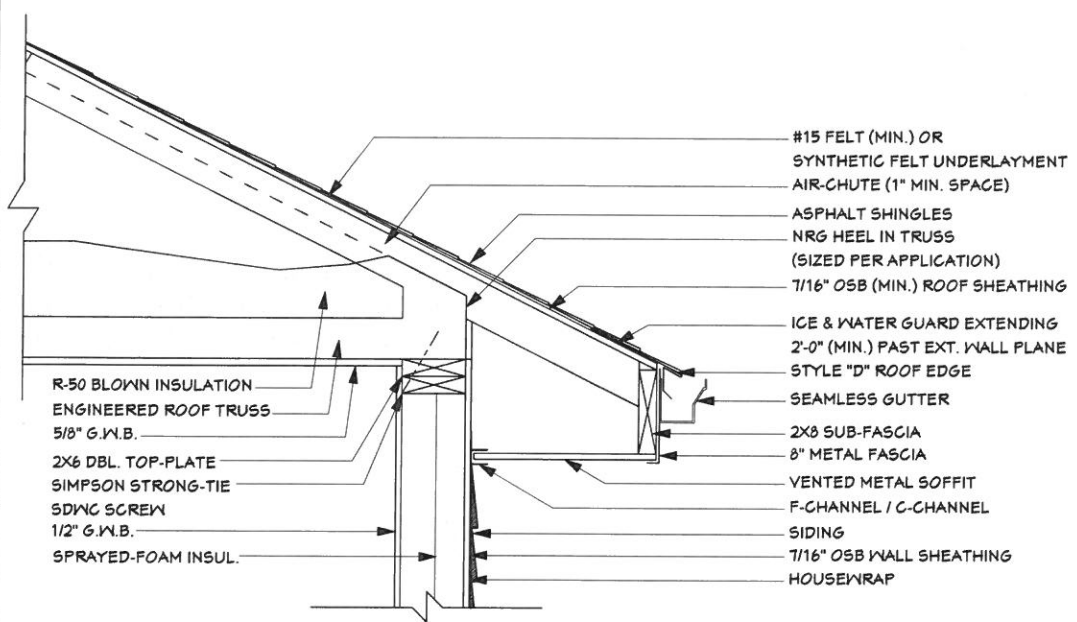 #15 FELT (MIN.) OR
SYNTHETIC FELT UNDERLAYMENT
AIR-CHUTE (1" MIN. SPACE)
ASPHALT SHINGLES
NRG HEEL IN TRUSS
(SIZED PER APPLICATION)
7/16" OSB (MIN.) ROOF SHEATHING
ICE & WATER GUARD EXTENDING
2'-0" (MIN.) PAST EXT. WALL PLANE
STYLE "D" ROOF EDGE
SEAMLESS GUTTER
2X8 SUB-FASCIA
8" METAL FASCIA
VENTED METAL SOFFIT
F-CHANNEL / C-CHANNEL
SIDING
7/16" OSB WALL SHEATHING
HOUSEWRAP
R-50 BLOWN INSULATION
ENGINEERED ROOF TRUSS
5/8" G.W.B.
2X6 DBL. TOP-PLATE
SIMPSON STRONG-TIE
SDWC SCREW
1/2" G.W.B.
SPRAYED-FOAM INSUL.